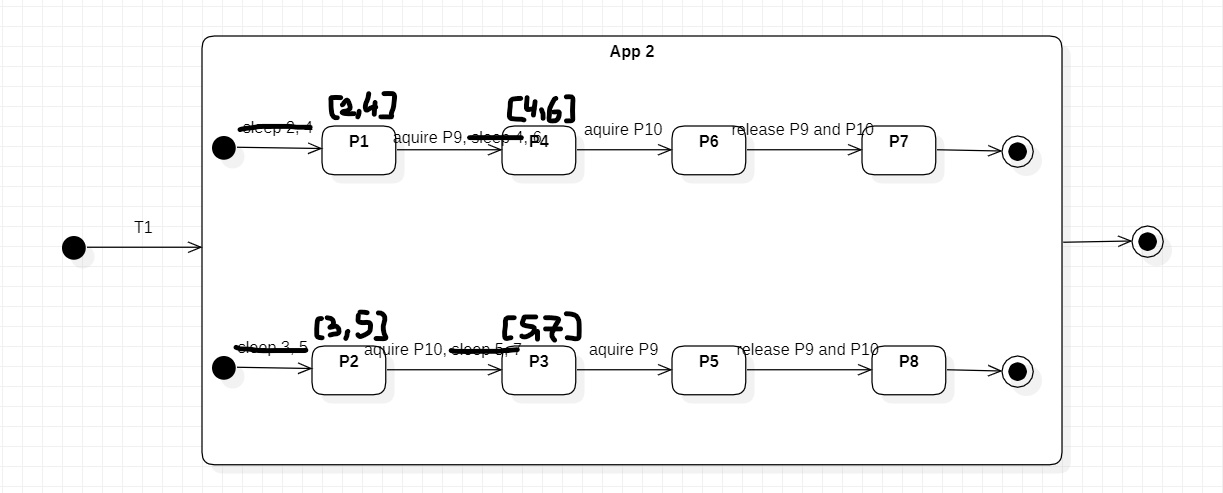 App 2
[2,4]
[4,6]
sleep 2, 4
P1
aquire P9, sleep 4, 6
P4
aquire P10
P6
release P9 and P10
P7
T1
[3,5]
[5,7]
sleep 3, 5
P2
aquire P10, sleep 5, 7
P3
aquire P9
P5
release P9 and P10
P8